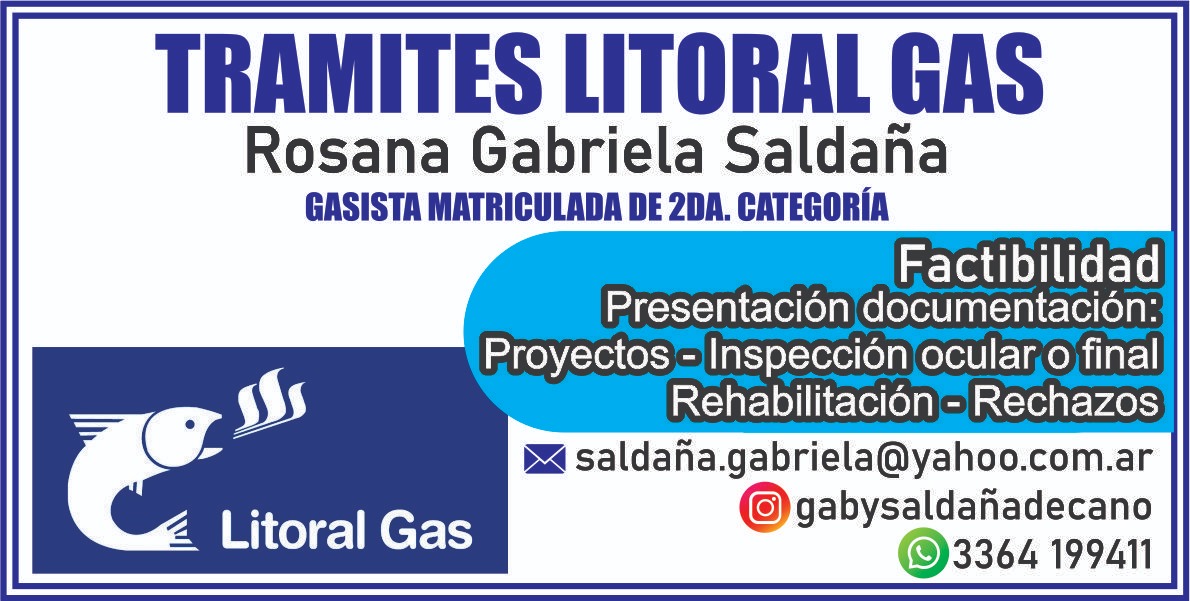 TRAMITES LITORAL GAS
Rosana Gabriela Saldaña
GASISTA MATRICULADA DE 2DA. CATEGORÍA
Factibilidad
Presentación documentación:
Proyectos - Inspección ocular o final
Rehabilitación - Rechazos
Litoral Gas
saldaña.gabriela@yahoo.com.ar
gabysaldañadecano
3364 199411